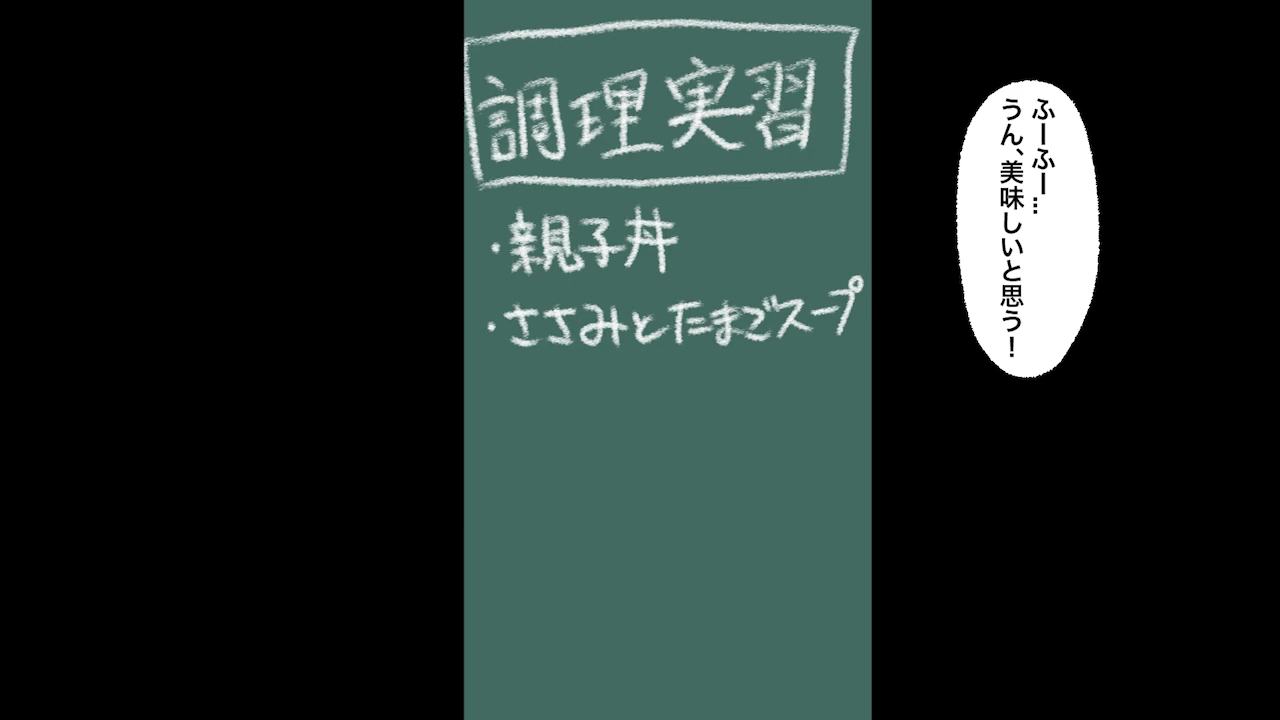 調理実習
・親子丼
・ささみとたまごスープ
ふーふー…
うん、美味しいと思う！